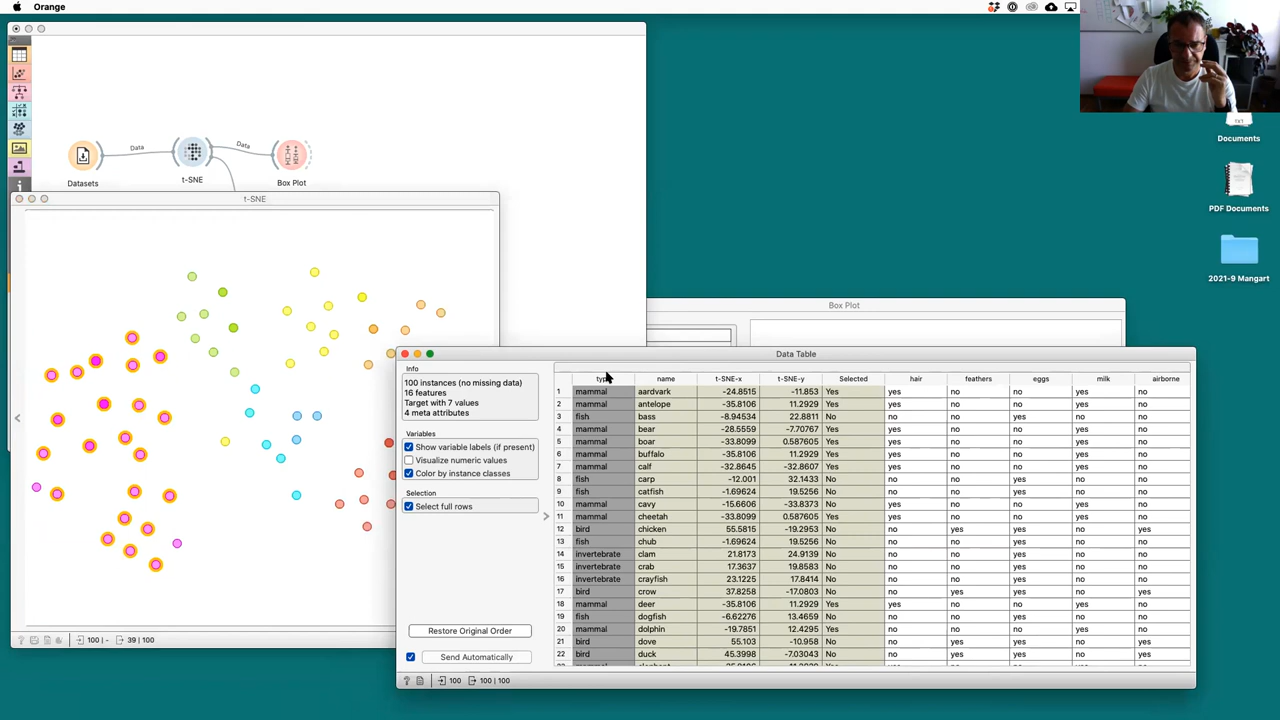 Orange
Data
Data
Datasets
t-SNE
Box Plot
TXT
Documents
PDF Documents
2021-9 Mangart
t-SNE
100 | -
39 | 100
Box Plot
Data Table
Info
100 instances (no missing data)
16 features
Target with 7 values
4 meta attributes
Variables
Show variable labels (if present)
Visualize numeric values
Color by instance classes
Selection
Select full rows
Restore Original Order
Send Automatically
100
100 | 100
name t-SNE-x t-SNE-y Selected hair feathers eggs milk airborne
1 mammal aardvark -24.8515 -11.853 Yes yes no no yes no
2 mammal antelope -35.8106 11.2929 Yes yes no no yes no
3 fish bass -8.94534 22.8811 No no no yes no no
4 mammal bear -28.5559 -7.70767 Yes yes no no yes no
5 mammal boar -33.8099 0.587605 Yes yes no no yes no
6 mammal buffalo -35.8106 11.2929 Yes yes no no yes no
7 mammal calf -32.8645 -32.8607 Yes yes no no yes no
8 fish carp -12.001 32.1433 No no no yes no no
9 fish catfish -1.69624 19.5256 No no no yes no no
10 mammal cavy -15.6606 -33.8373 Yes yes no no yes no
11 mammal cheetah -33.8099 0.587605 Yes yes no no yes no
12 bird chicken 55.5815 -19.2953 No no yes yes no yes
13 fish chub -1.69624 19.5256 No no no yes no no
14 invertebrate clam 21.8173 24.9139 No no no yes no no
15 invertebrate crab 17.3637 19.8583 No no no yes no no
16 invertebrate crayfish 23.1225 17.8414 No no no yes no no
17 bird crow 37.8258 -17.0803 No no yes yes no yes
18 mammal deer -35.8106 11.2929 Yes yes no no yes no
19 fish dogfish -6.62276 13.4659 No no no yes no no
20 mammal dolphin -19.7851 12.4295 Yes no no no yes no
21 bird dove 55.103 -10.958 No no yes yes no yes
22 bird duck 45.3998 -7.03043 No no yes yes no yes